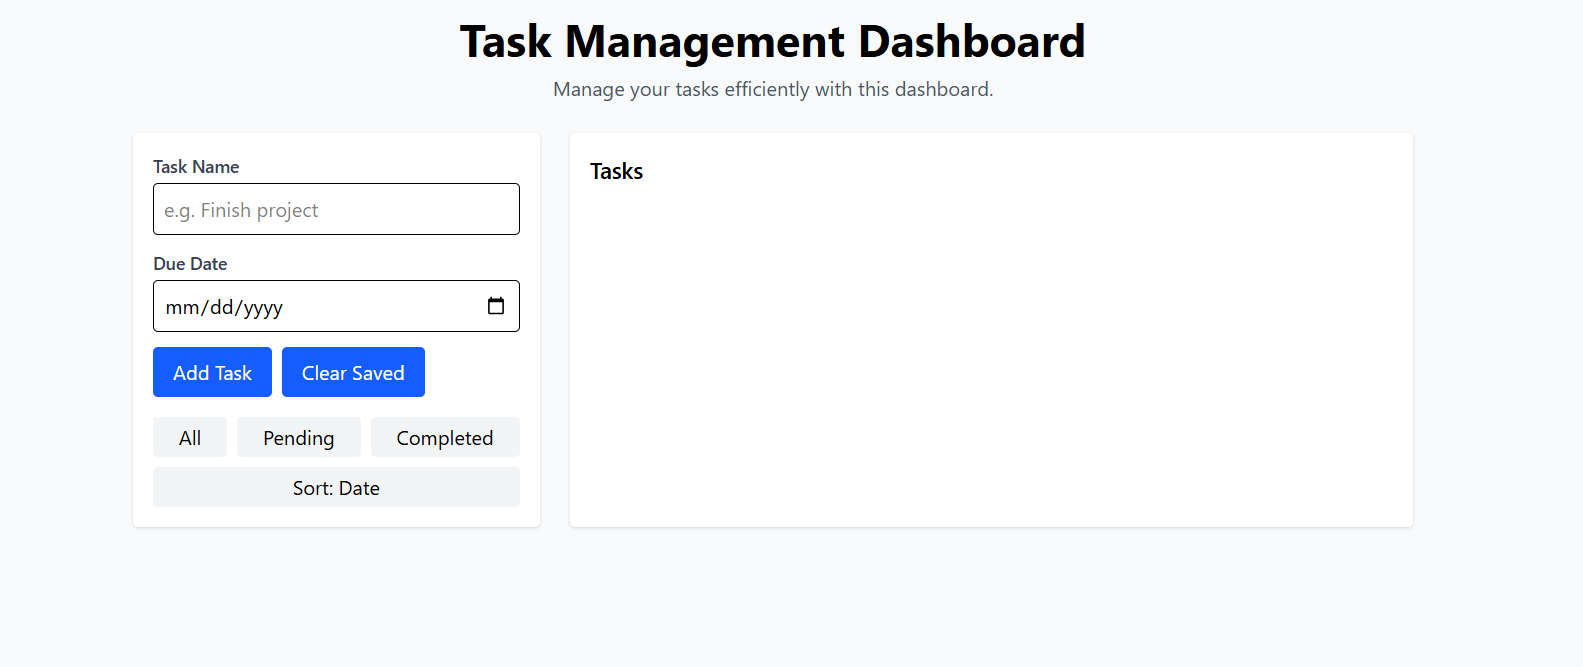 Task Management Dashboard
Manage your tasks efficiently with this dashboard.
Task Name
e.g. Finish project
Due Date
mm/dd/yyyy
Add Task
Clear Saved
All
Pending
Completed
Sort: Date
Tasks